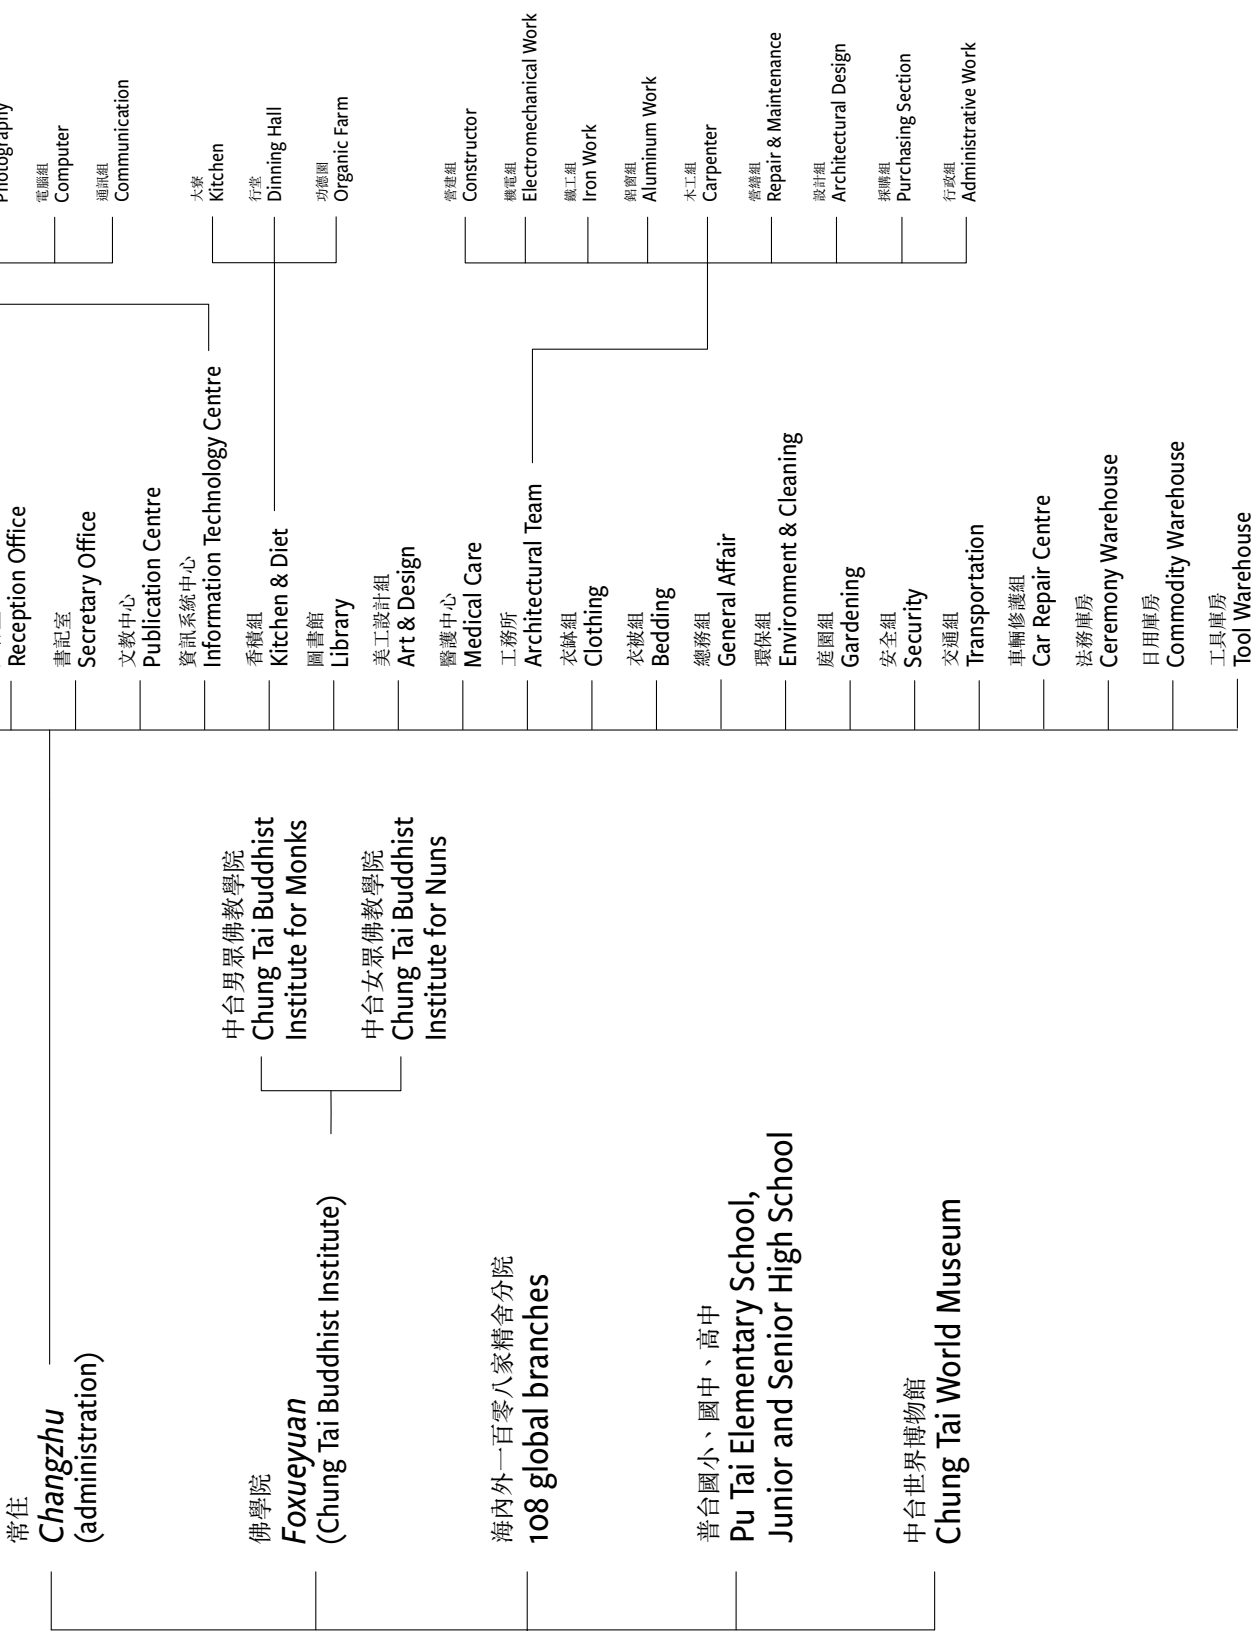 常住
Changzhu
(administration)
佛學院
Foxueyuan
(Chung Tai Buddhist Institute)
海內外一百零八家精舍分院
108 global branches
普台國小、國中、高中
Pu Tai Elementary School,
Junior and Senior High School
中台世界博物館
Chung Tai World Museum
中台男眾佛教學院
Chung Tai Buddhist
Institute for Monks
中台女眾佛教學院
Chung Tai Buddhist
Institute for Nuns
Reception Office
書記室
Secretary Office
文教中心
Publication Centre
資訊系統中心
Information Technology Centre
香積組
Kitchen & Diet
圖書館
Library
美工設計組
Art & Design
醫護中心
Medical Care
工務所
Architectural Team
衣缽組
Clothing
衣被組
Bedding
總務組
General Affair
環保組
Environment & Cleaning
庭園組
Gardening
安全組
Security
交通組
Transportation
車輛修護組
Car Repair Centre
法務庫房
Ceremony Warehouse
日用庫房
Commodity Warehouse
工具庫房
Tool Warehouse
Photography
電腦組
Computer
通訊組
Communication
大寮
Kitchen
行堂
Dinning Hall
功德園
Organic Farm
營建組
Constructor
機電組
Electromechanical Work
鐵工組
Iron Work
鋁窗組
Aluminum Work
木工組
Carpenter
營繕組
Repair & Maintenance
設計組
Architectural Design
採購組
Purchasing Section
行政組
Administrative Work